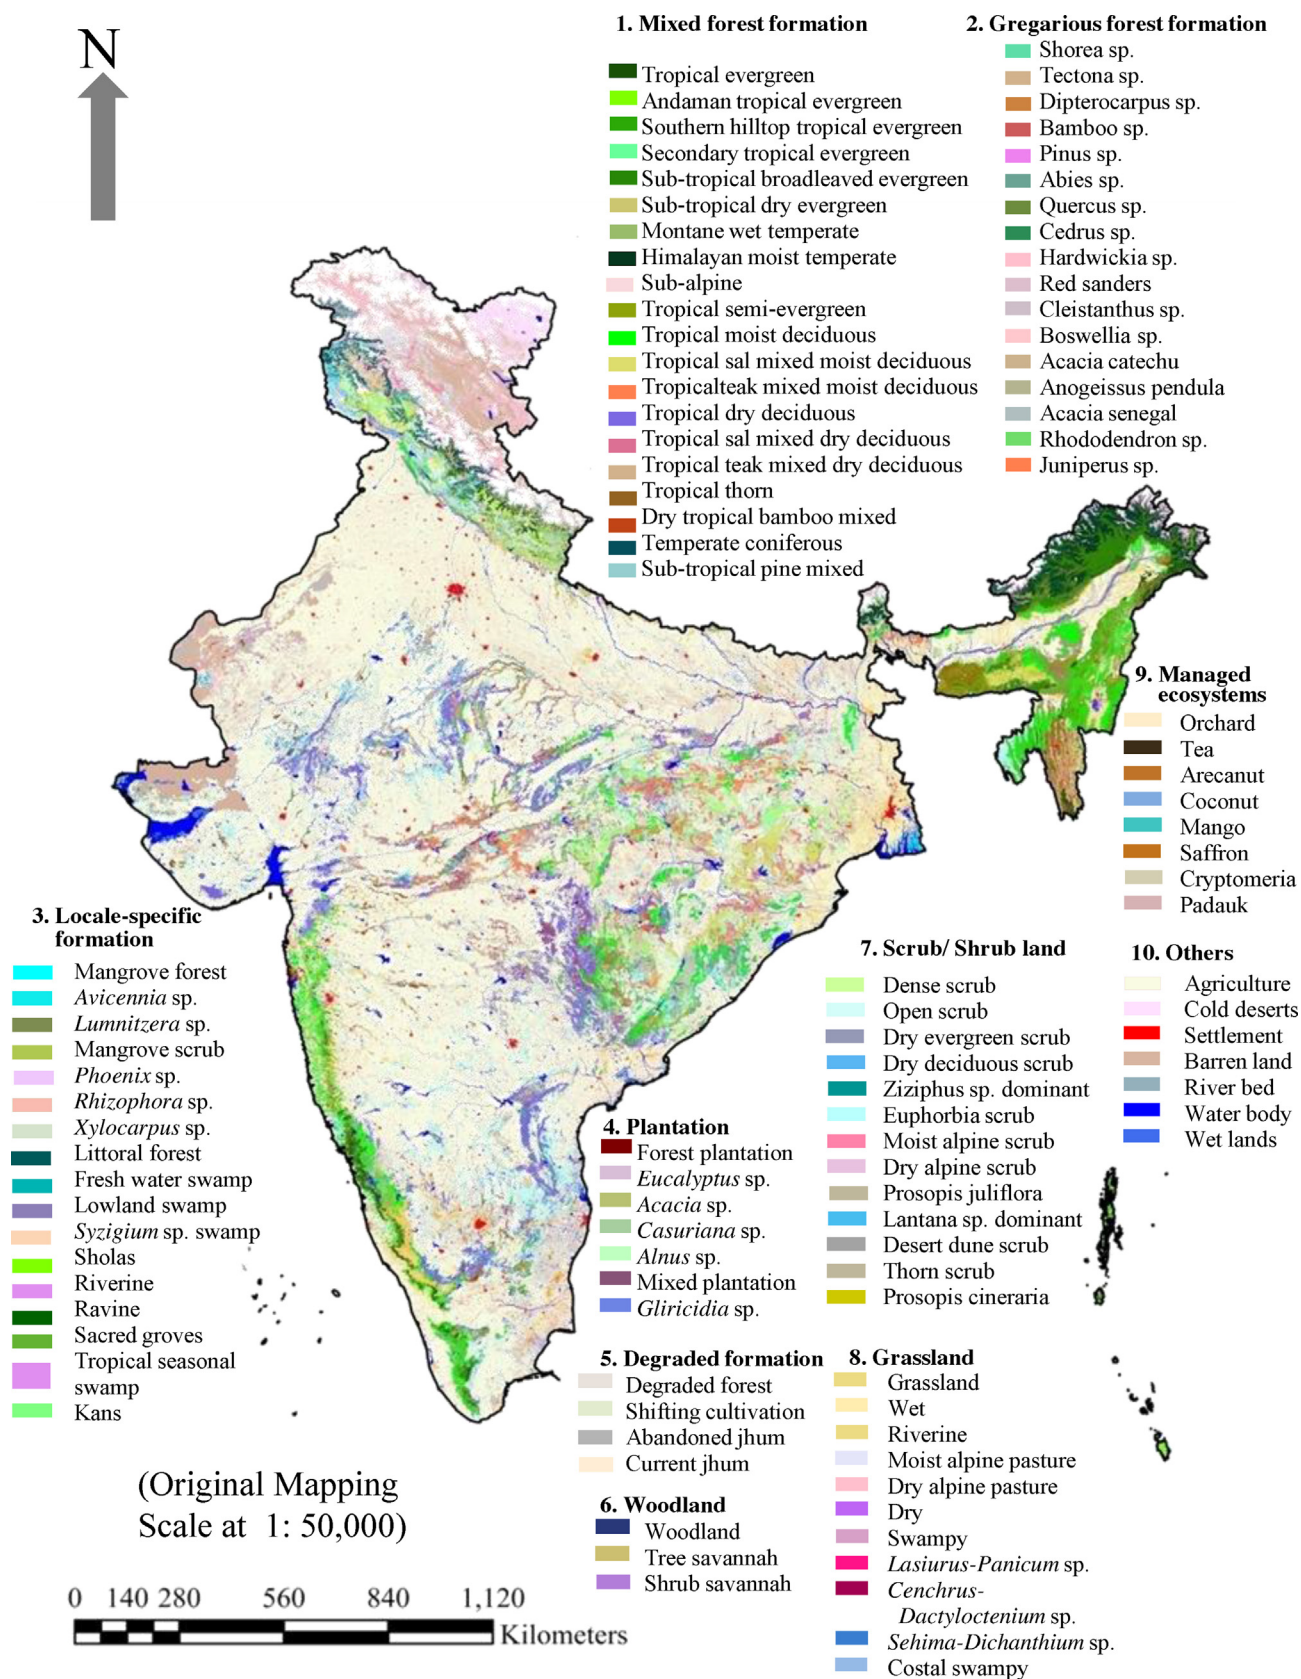 N
1. Mixed forest formation
Tropical evergreen
Andaman tropical evergreen
Southern hilltop tropical evergreen
Secondary tropical evergreen
Sub-tropical broadleaved evergreen
Sub-tropical dry evergreen
Montane wet temperate
Himalayan moist temperate
Sub-alpine
Tropical semi-evergreen
Tropical moist deciduous
Tropical sal mixed moist deciduous
Tropicalteak mixed moist deciduous
Tropical dry deciduous
Tropical sal mixed dry deciduous
Tropical teak mixed dry deciduous
Tropical thorn
Dry tropical bamboo mixed
Temperate coniferous
Sub-tropical pine mixed
2. Gregarious forest formation
Shorea sp.
Tectona sp.
Dipterocarpus sp.
Bamboo sp.
Pinus sp.
Abies sp.
Quercus sp.
Cedrus sp.
Hardwickia sp.
Red sanders
Cleistanthus sp.
Boswellia sp.
Acacia catechu
Anogeissus pendula
Acacia senegal
Rhododendron sp.
Juniperus sp.
3. Locale-specific
formation
Mangrove forest
Avicennia sp.
Lumnitzera sp.
Mangrove scrub
Phoenix sp.
Rhizophora sp.
Xylocarpus sp.
Littoral forest
Fresh water swamp
Lowland swamp
Syzigium sp. swamp
Sholas
Riverine
Ravine
Sacred groves
Tropical seasonal
swamp
Kans
4. Plantation
Forest plantation
Eucalyptus sp.
Acacia sp.
Casuriana sp.
Alnus sp.
Mixed plantation
Gliricidia sp.
5. Degraded formation
Degraded forest
Shifting cultivation
Abandoned jhum
Current jhum
6. Woodland
Woodland
Tree savannah
Shrub savannah
7. Scrub/ Shrub land
Dense scrub
Open scrub
Dry evergreen scrub
Dry deciduous scrub
Ziziphus sp. dominant
Euphorbia scrub
Moist alpine scrub
Dry alpine scrub
Prosopis juliflora
Lantana sp. dominant
Desert dune scrub
Thorn scrub
Prosopis cineraria
8. Grassland
Grassland
Wet
Riverine
Moist alpine pasture
Dry alpine pasture
Dry
Swampy
Lasiurus-Panicum sp.
Cenchrus-
Dactyloctenium sp.
Sehima-Dichanthium sp.
Costal swampy
9. Managed
ecosystems
Orchard
Tea
Arecanut
Coconut
Mango
Saffron
Cryptomeria
Padauk
10. Others
Agriculture
Cold deserts
Settlement
Barren land
River bed
Water body
Wet lands
(Original Mapping
Scale at 1: 50,000)
0 140 280 560 840 1,120
Kilometers